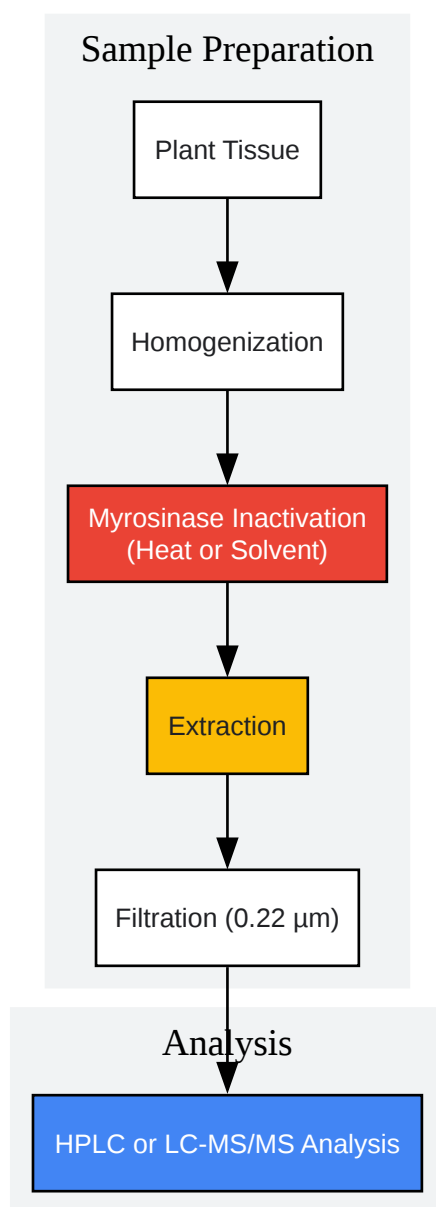 Sample Preparation
Plant Tissue
Homogenization
Myrosinase Inactivation
(Heat or Solvent)
Extraction
Filtration (0.22 µm)
Analysis
HPLC or LC-MS/MS Analysis